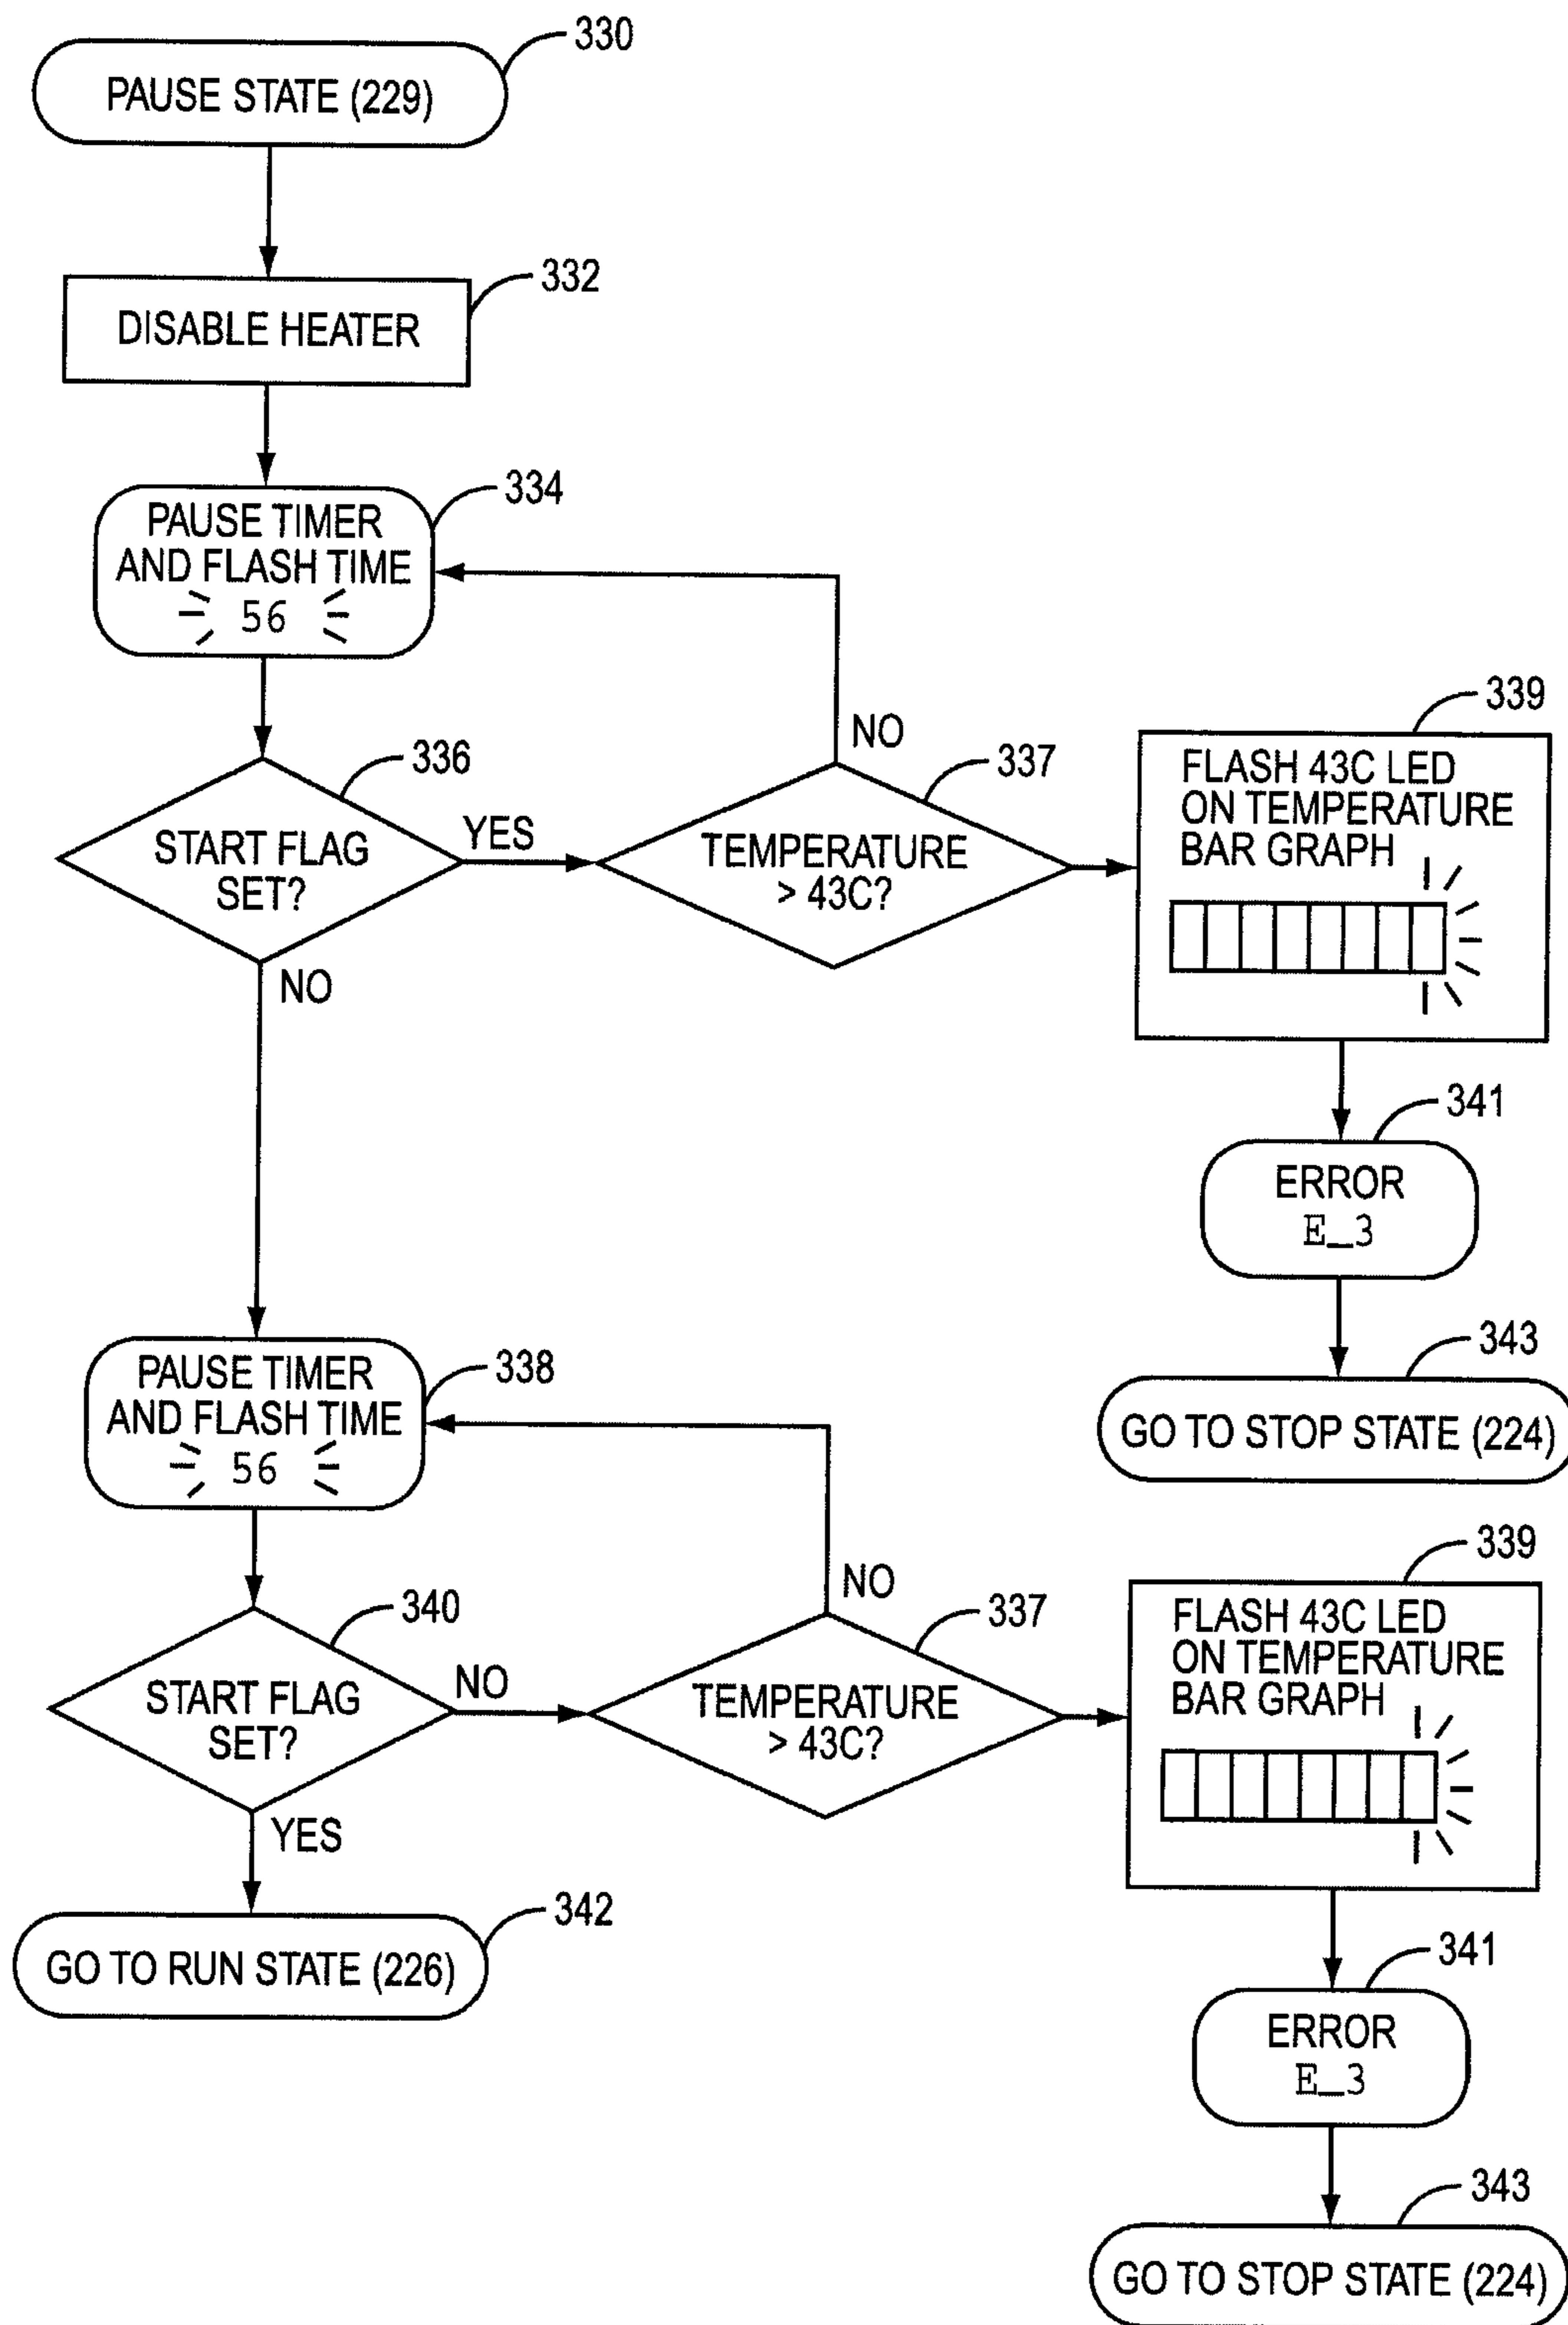 330
PAUSE STATE (229)
332
DISABLE HEATER
334
PAUSE TIMER
AND FLASH TIME
56
336
START FLAG
SET?
YES
NO
337
TEMPERATURE
> 43C?
NO
339
FLASH 43C LED
ON TEMPERATURE
BAR GRAPH
341
ERROR
E_3
343
GO TO STOP STATE (224)
338
PAUSE TIMER
AND FLASH TIME
56
340
START FLAG
SET?
NO
YES
337
TEMPERATURE
> 43C?
NO
339
FLASH 43C LED
ON TEMPERATURE
BAR GRAPH
342
GO TO RUN STATE (226)
341
ERROR
E_3
343
GO TO STOP STATE (224)